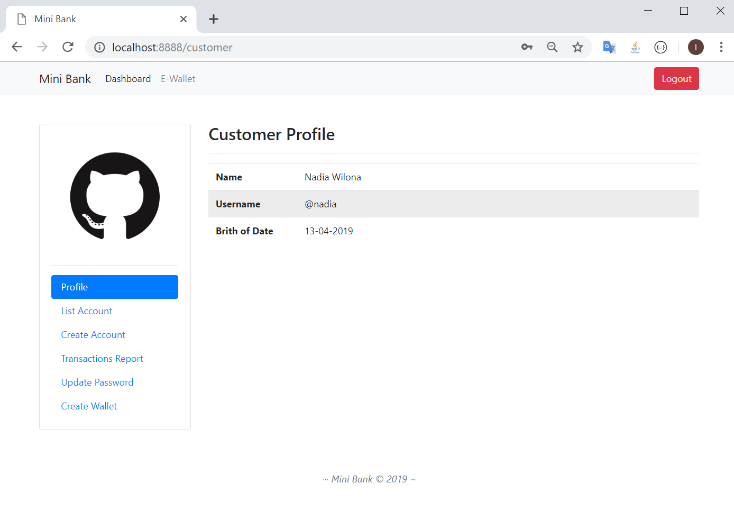 Mini Bank
localhost:8888/customer
I
Mini Bank Dashboard E-Wallet Logout
Customer Profile
Name Nadia Wilona
Username @nadia
Brith of Date 13-04-2019
Profile
List Account
Create Account
Transactions Report
Update Password
Create Wallet
~ Mini Bank © 2019 ~